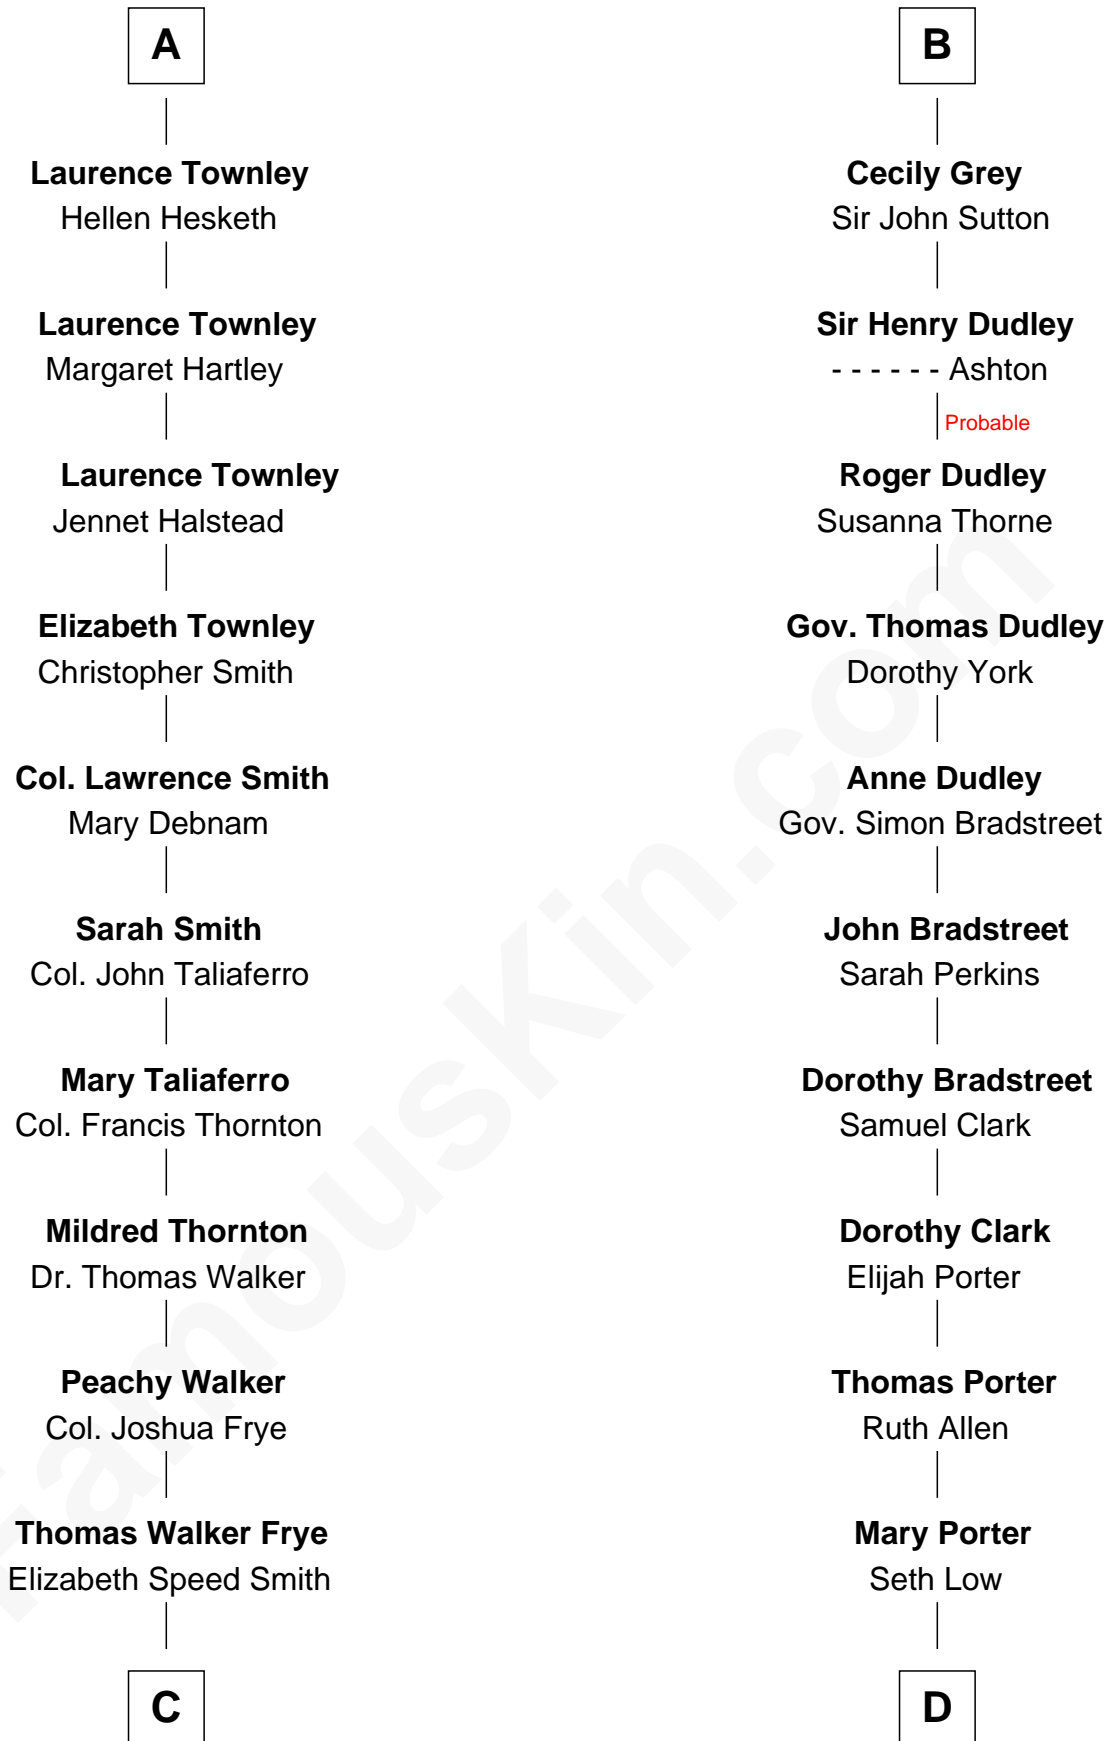 A
Laurence Townley
Hellen Hesketh
Laurence Townley
Margaret Hartley
Laurence Townley
Jennet Halstead
Elizabeth Townley
Christopher Smith
Col. Lawrence Smith
Mary Debnam
Sarah Smith
Col. John Taliaferro
Mary Taliaferro
Col. Francis Thornton
Mildred Thornton
Dr. Thomas Walker
Peachy Walker
Col. Joshua Frye
Thomas Walker Frye
Elizabeth Speed Smith
C
B
Cecily Grey
Sir John Sutton
Sir Henry Dudley
- - - - - - Ashton
Probable
Roger Dudley
Susanna Thorne
Gov. Thomas Dudley
Dorothy York
Anne Dudley
Gov. Simon Bradstreet
John Bradstreet
Sarah Perkins
Dorothy Bradstreet
Samuel Clark
Dorothy Clark
Elijah Porter
Thomas Porter
Ruth Allen
Mary Porter
Seth Low
D
FamousKin.com